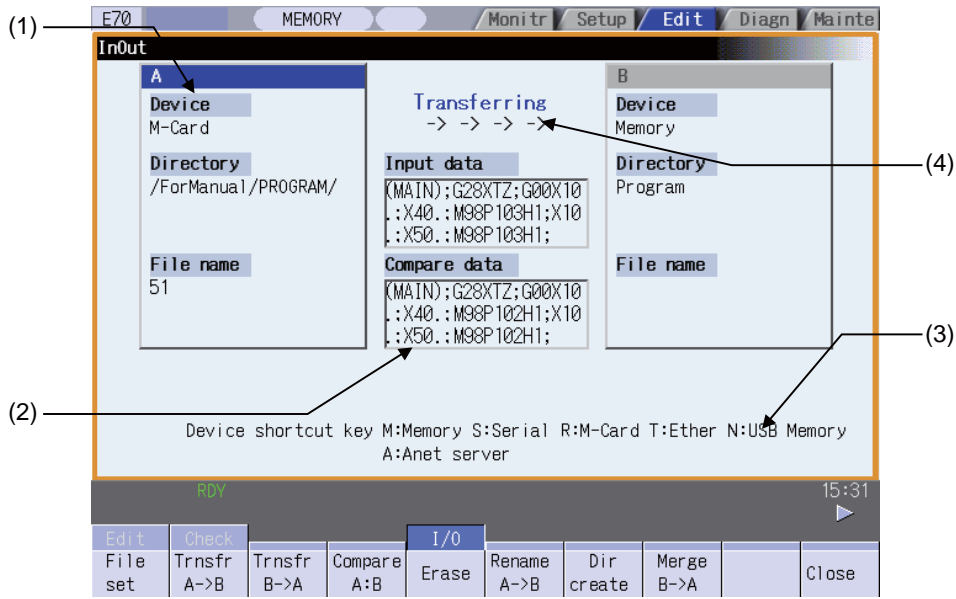 (1)
E70 MEMORY Monitr Setup Edit Diagn Mainte
InOut
A
Device
M-Card
Directory
/ForManual/PROGRAM/
File name
51
Transferring
-> -> -> ->
Input data
(MAIN);G28XTZ;G00X10
.;X40.;M98P103H1;X10
.;X50.;M98P103H1;
Compare data
(MAIN);G28XTZ;G00X10
.;X40.;M98P102H1;X10
.;X50.;M98P102H1;
B
Device
Memory
Directory
Program
File name
(4)
(3)
(2)
Device shortcut key M:Memory S:Serial R:M-Card T:Ether N:USB Memory
A:Anet server
RDY 15:31
Edit Check I/O
File set
Trnsfr A->B
Trnsfr B->A
Compare A:B
Erase
Rename A->B
Dir create
Merge B->A
Close